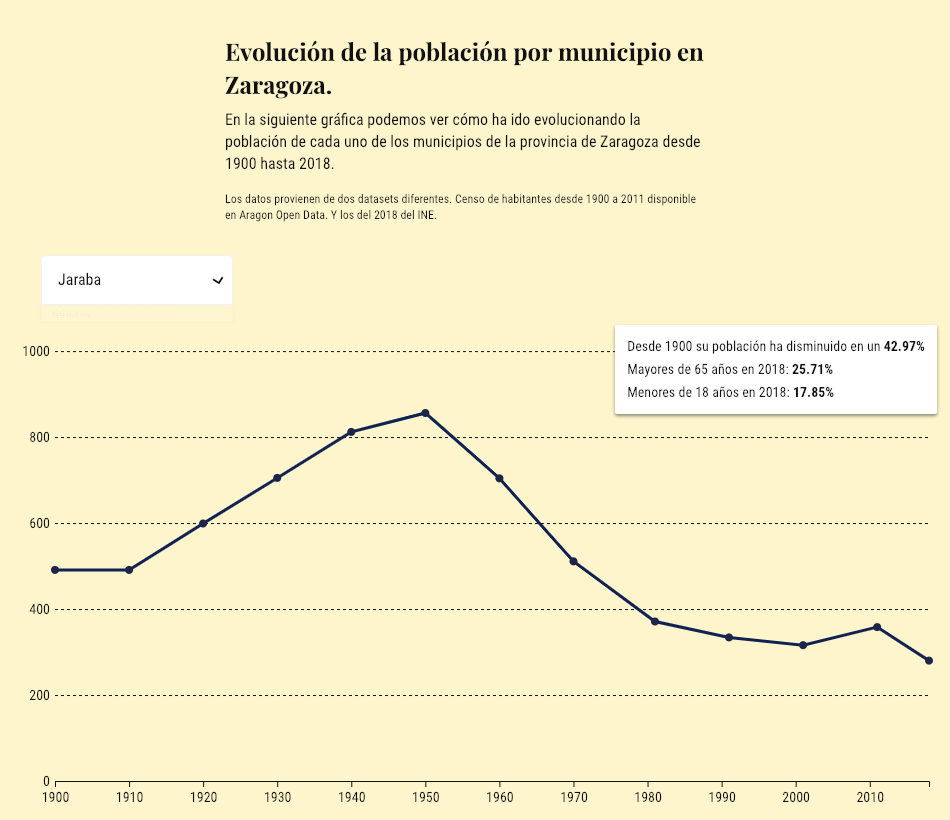 Evolución de la población por municipio en
Zaragoza.
En la siguiente gráfica podemos ver cómo ha ido evolucionando la
población de cada uno de los municipios de la provincia de Zaragoza desde
1900 hasta 2018.
Los datos provienen de dos datasets diferentes. Censo de habitantes desde 1900 a 2011 disponible
en Aragon Open Data. Y los del 2018 del INE.
Jaraba
Desde 1900 su población ha disminuido en un 42.97%
Mayores de 65 años en 2018: 25.71%
Menores de 18 años en 2018: 17.85%
1000
800
600
400
200
0
1900 1910 1920 1930 1940 1950 1960 1970 1980 1990 2000 2010